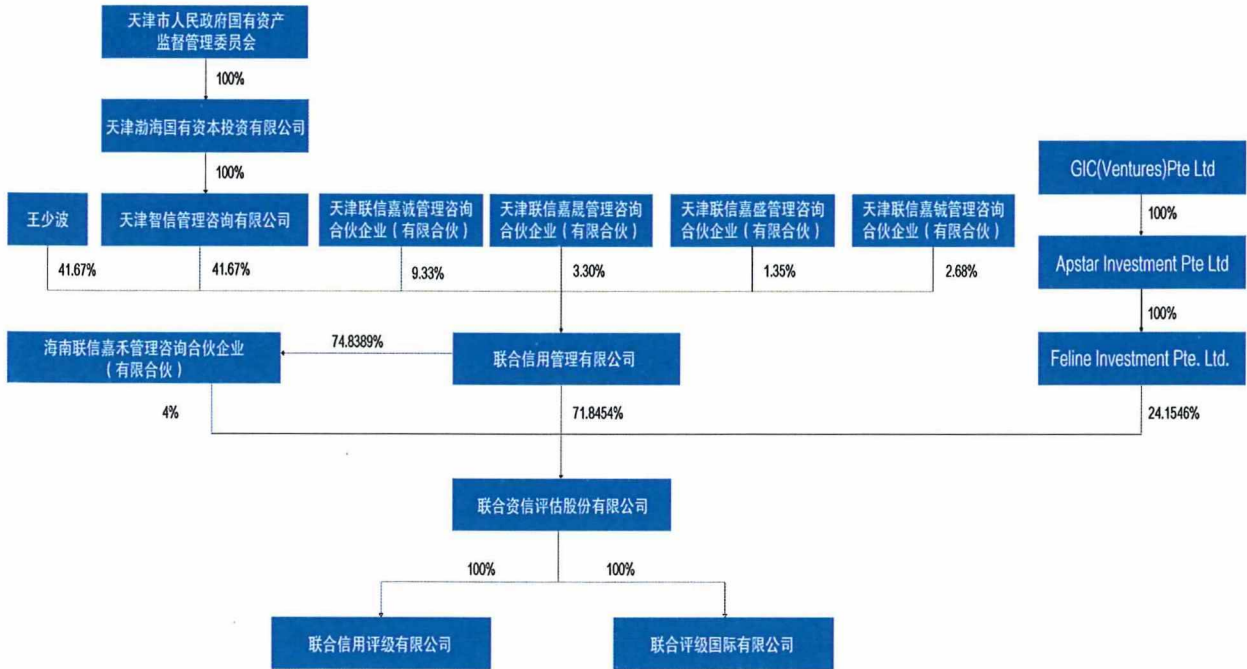 天津市人民政府国有资产
监督管理委员会
100%
天津渤海国有资本投资有限公司
100%
GIC(Ventures)Pte Ltd
100%
王少波
天津智信管理咨询有限公司
天津联信嘉诚管理咨询
合伙企业（有限合伙）
天津联信嘉晟管理咨询
合伙企业（有限合伙）
天津联信嘉盛管理咨询
合伙企业（有限合伙）
天津联信嘉铖管理咨询
合伙企业（有限合伙）
41.67%
41.67%
9.33%
3.30%
1.35%
2.68%
Apstar Investment Pte Ltd
100%
海南联信嘉禾管理咨询合伙企业
（有限合伙）
74.8389%
联合信用管理有限公司
Feline Investment Pte. Ltd.
4%
71.8454%
24.1546%
联合资信评估股份有限公司
100%
100%
联合信用评级有限公司
联合评级国际有限公司